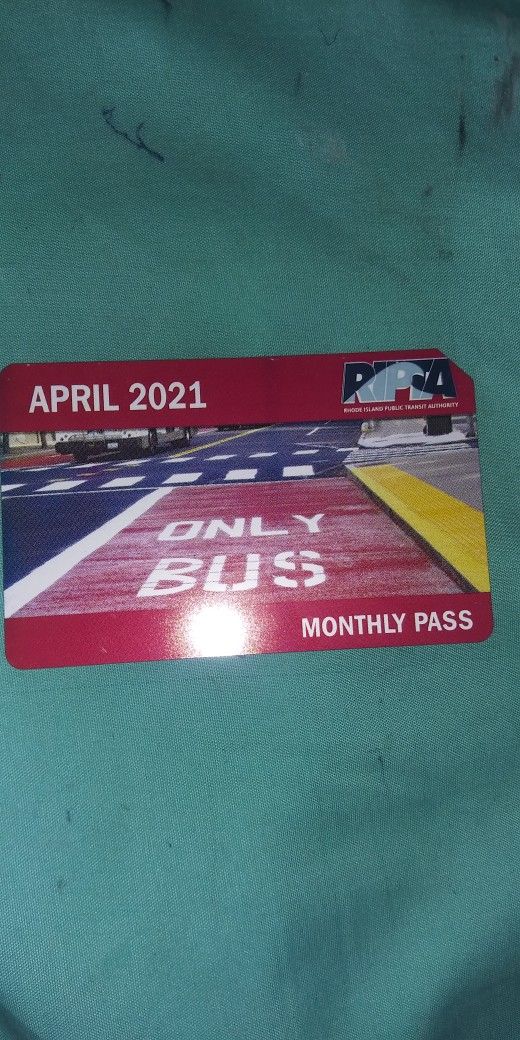 APRIL 2021
RIPTA
RHODE ISLAND PUBLIC TRANSIT AUTHORITY
ONLY
BUS
MONTHLY PASS